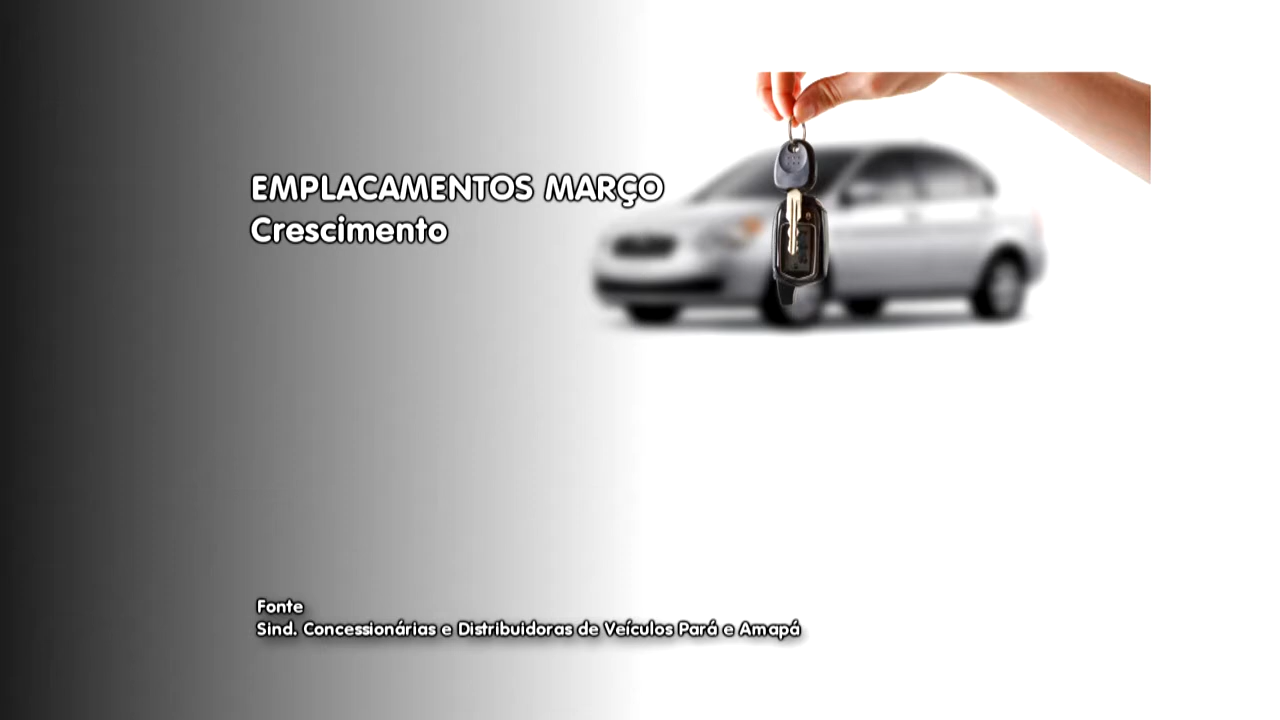 EMPLACAMENTOS MARÇO
Crescimento
Fonte
Sind. Concessionárias e Distribuidoras de Veículos Pará e Amapá